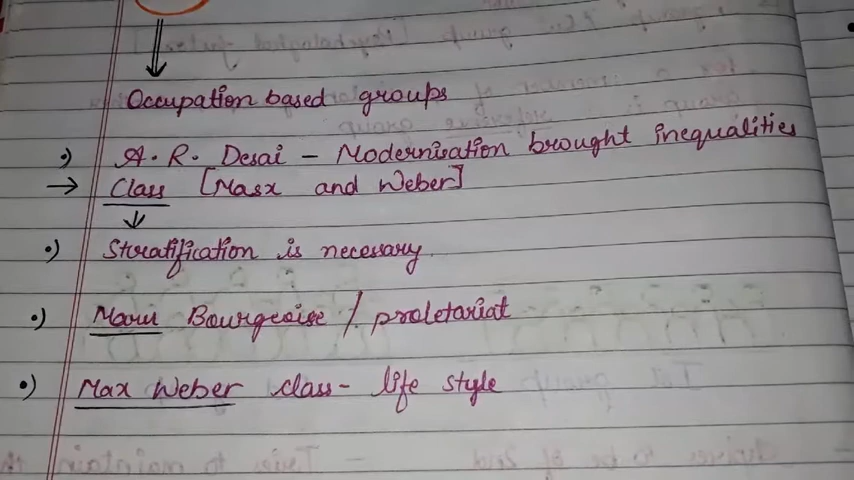 Occupation based groups
•) A. R. Desai - Modernisation brought inequalities
→ Class [Marx and Weber]
•) Stratification is necessary
•) Marx Bourgeoise / proletariat
•) Max Weber class - life style